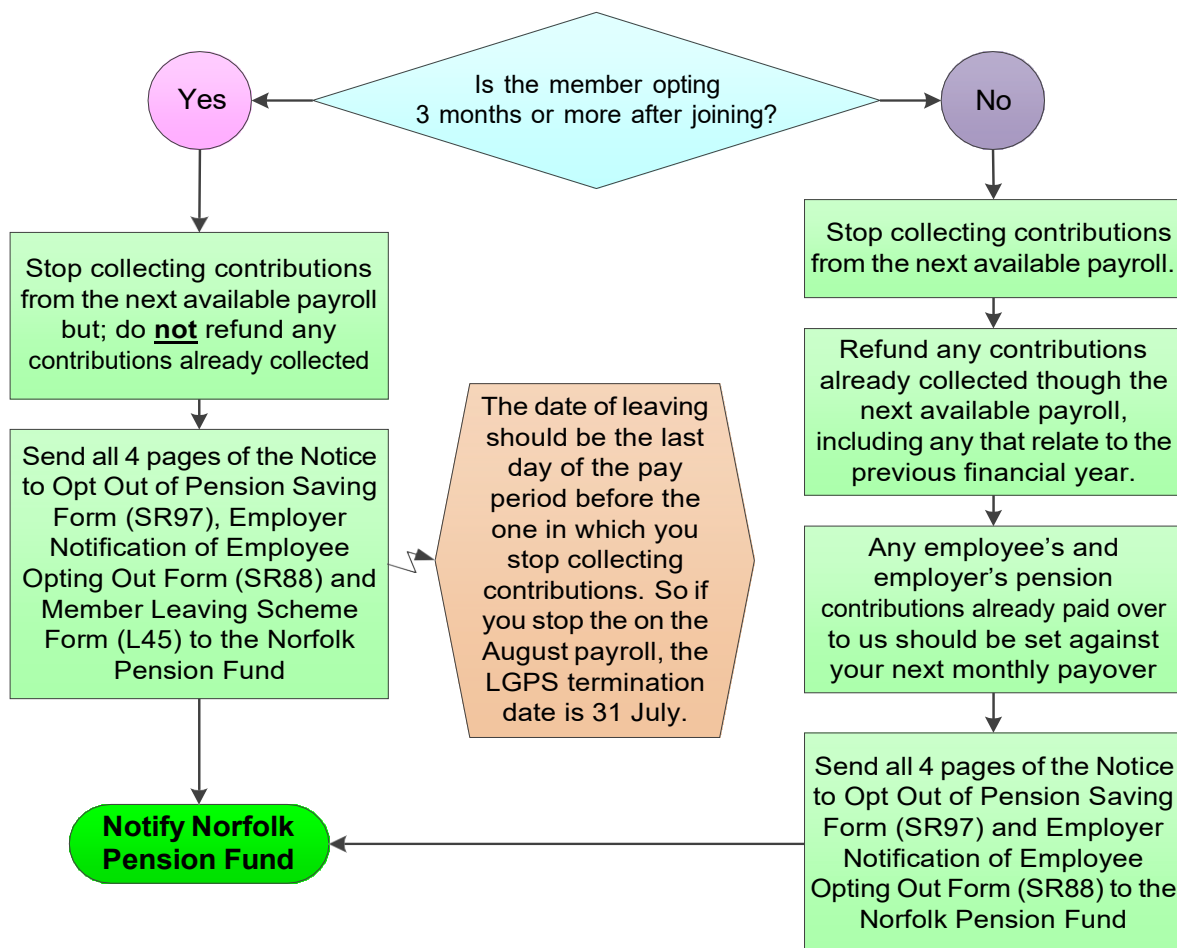 Is the member opting
3 months or more after joining?
Yes
No
Stop collecting contributions
from the next available payroll
but; do not refund any
contributions already collected
Send all 4 pages of the Notice
to Opt Out of Pension Saving
Form (SR97), Employer
Notification of Employee
Opting Out Form (SR88) and
Member Leaving Scheme
Form (L45) to the Norfolk
Pension Fund
The date of leaving
should be the last
day of the pay
period before the
one in which you
stop collecting
contributions. So if
you stop the on the
August payroll, the
LGPS termination
date is 31 July.
Stop collecting contributions
from the next available payroll.
Refund any contributions
already collected though the
next available payroll,
including any that relate to the
previous financial year.
Any employee’s and
employer’s pension
contributions already paid over
to us should be set against
your next monthly payover
Send all 4 pages of the Notice
to Opt Out of Pension Saving
Form (SR97) and Employer
Notification of Employee
Opting Out Form (SR88) to the
Norfolk Pension Fund
Notify Norfolk
Pension Fund